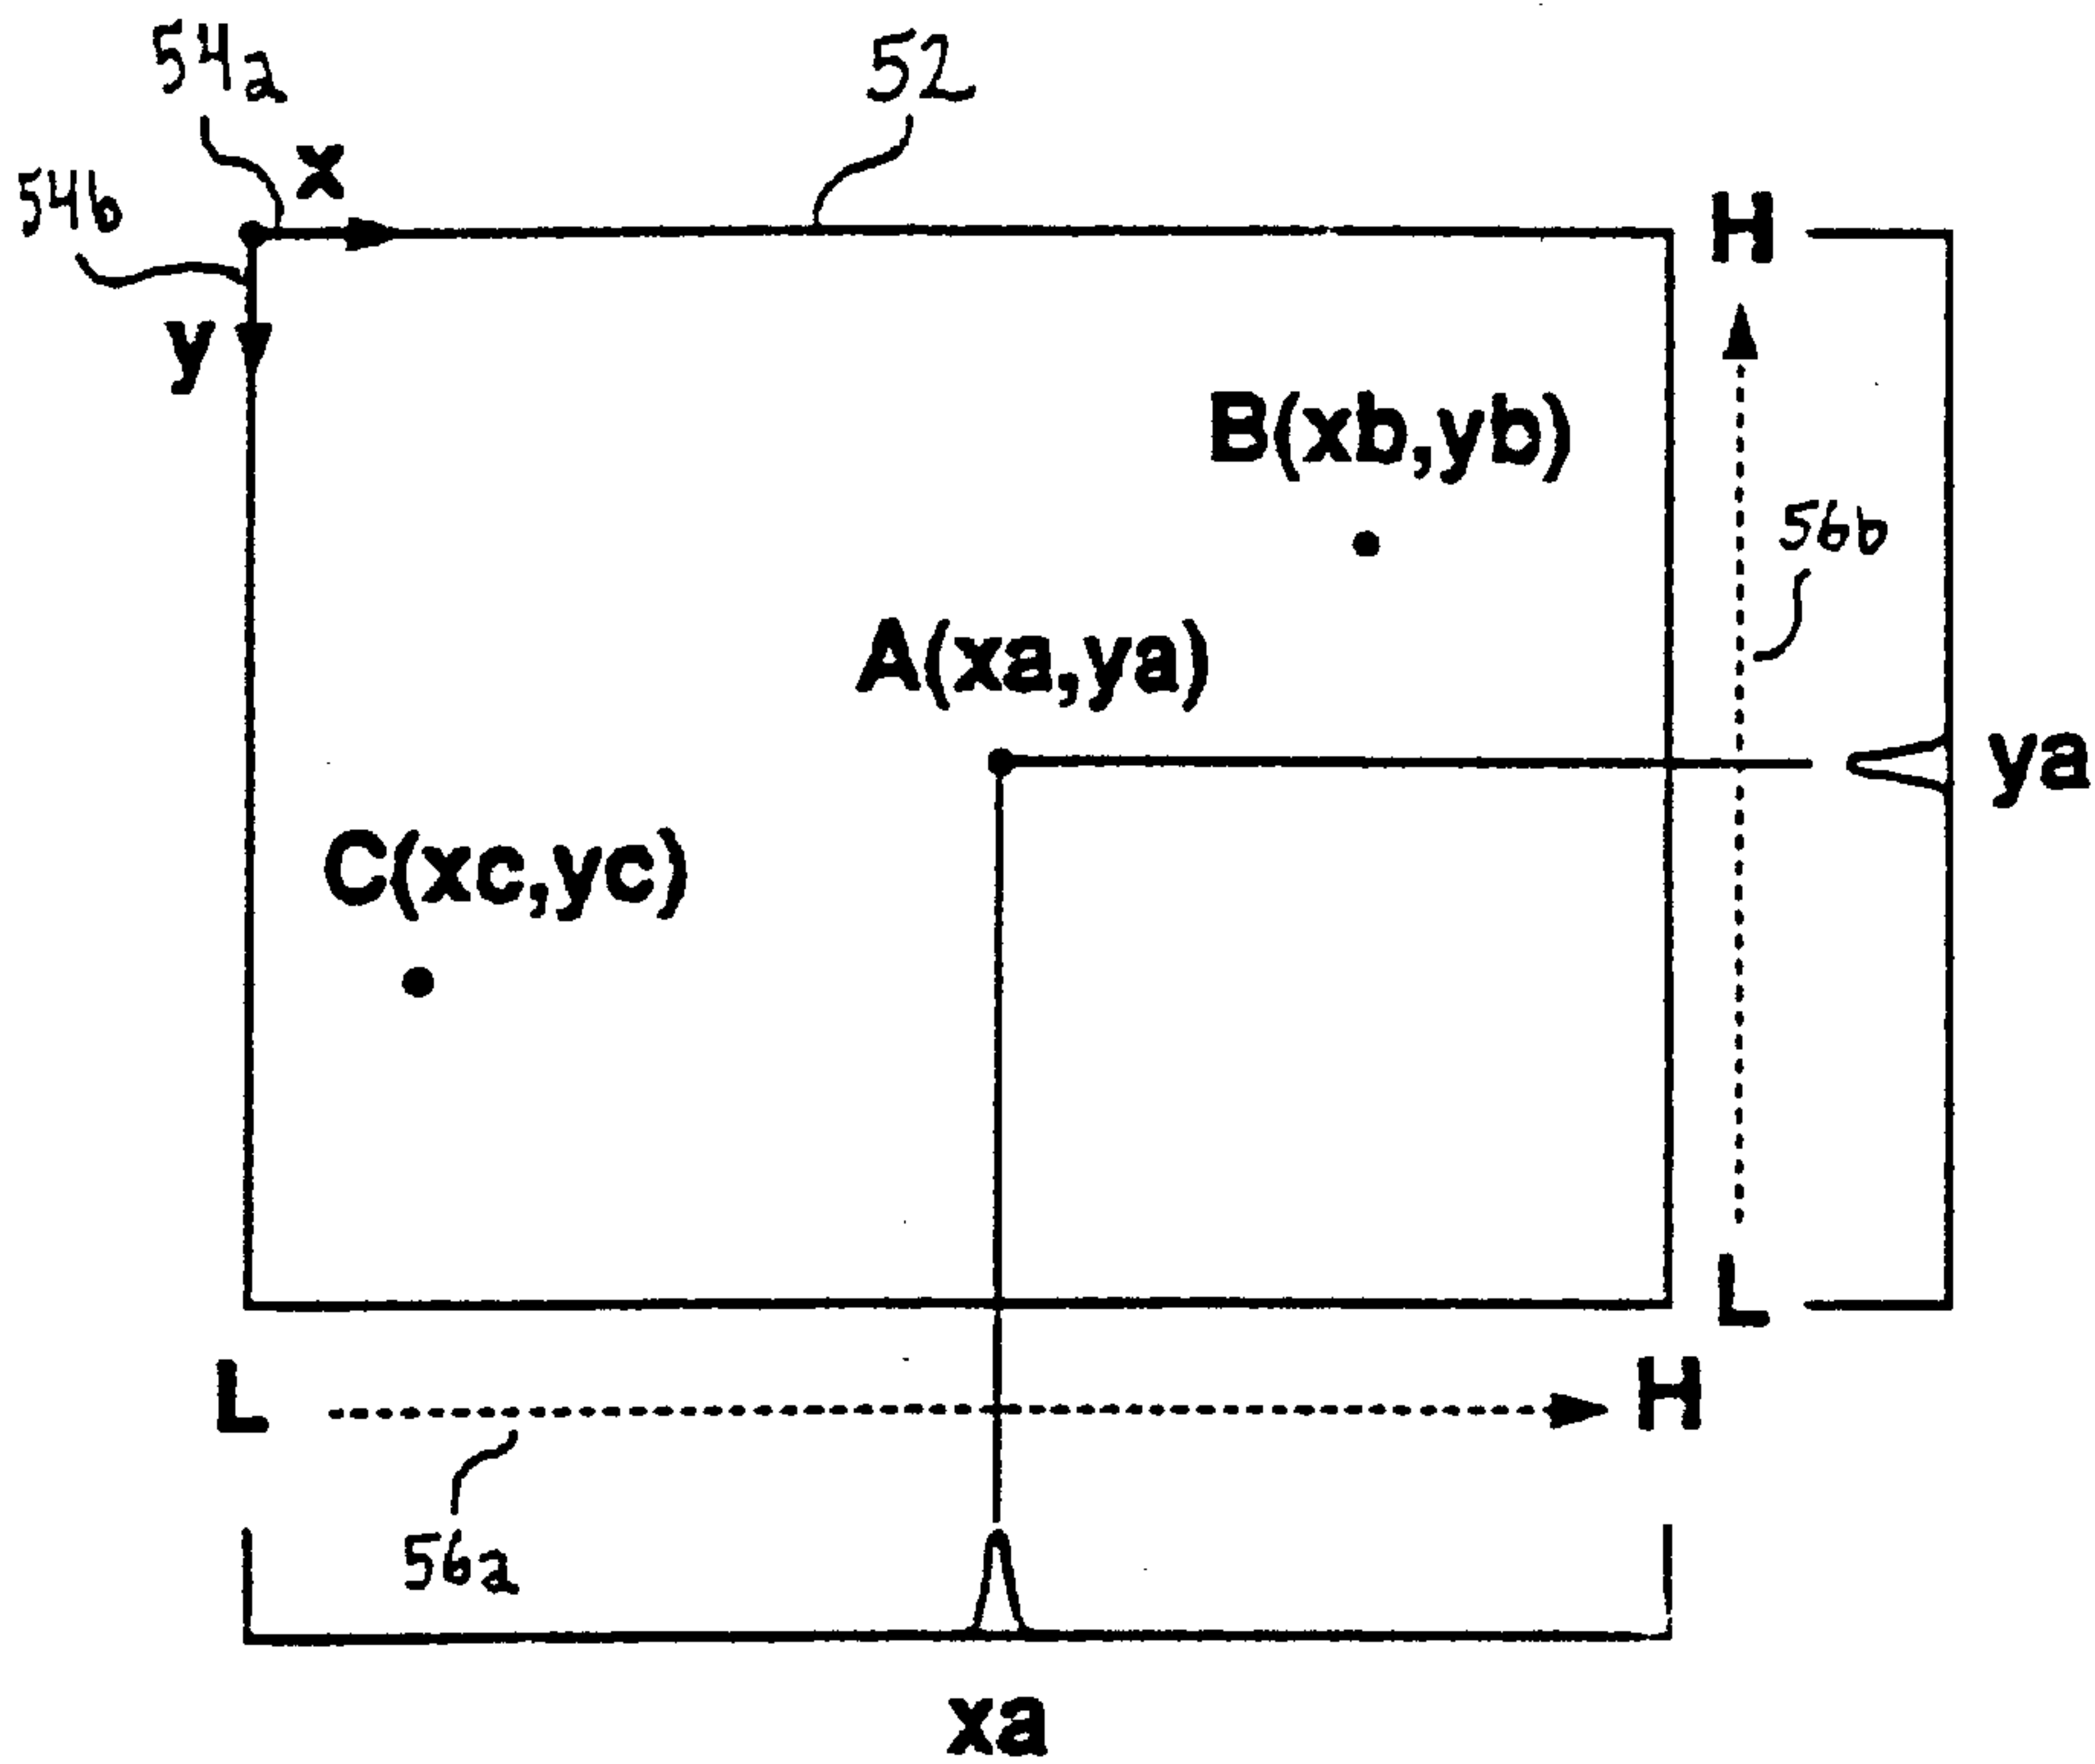 54a
52
x
54b
H
y
B(xb,yb)
56b
A(xa,ya)
ya
C(xc,yc)
L
L
H
56a
xa